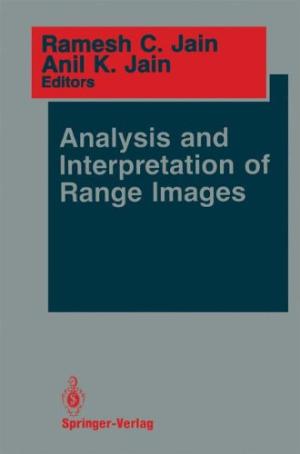 Ramesh C. Jain
Anil K. Jain
Editors
Analysis and
Interpretation of
Range Images
Springer-Verlag